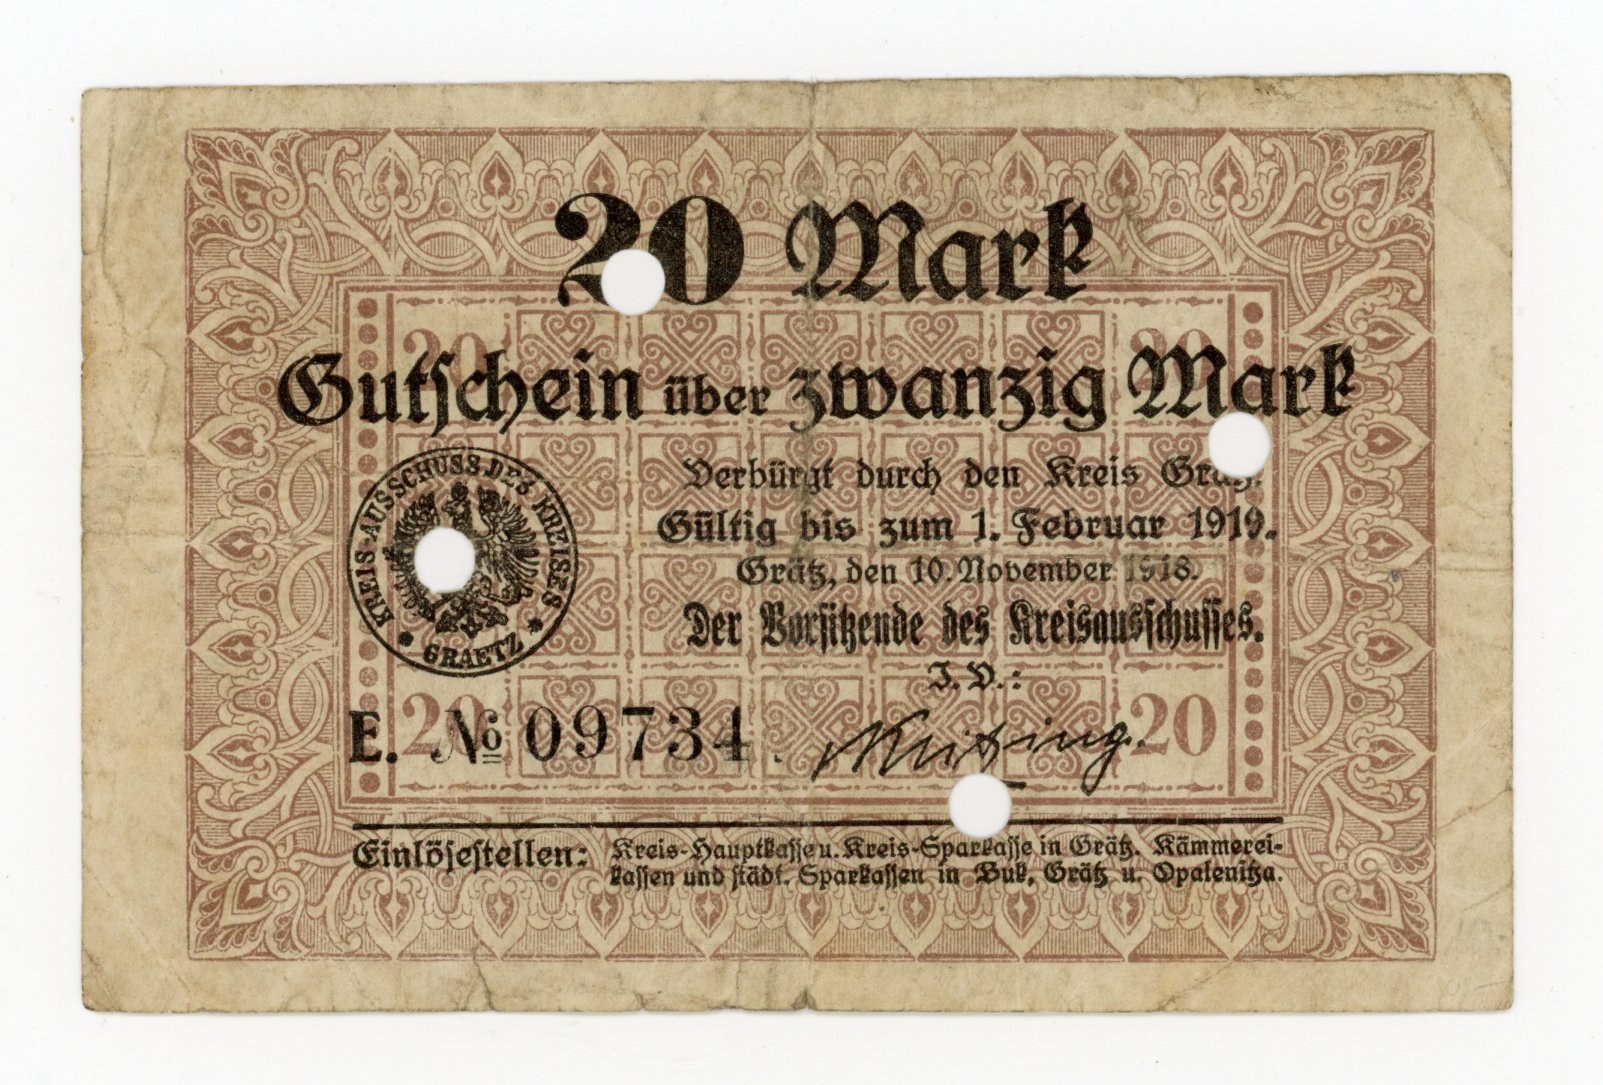 20 Mark
20 20
Gutschein über zwanzig Mark
KREIS-AUSSCHUSS DES KREISES
* GRAETZ *
Verbürgt durch den Kreis Grätz.
Gültig bis zum 1. Februar 1919.
Grätz, den 10. November 1918.
Der Vorsitzende des Kreisausschusses.
I. V.:
20 20
E. № 09734.
Einlösestellen: Kreis-Hauptkasse u. Kreis-Sparkasse in Grätz. Kämmerei-
kassen und städt. Sparkassen in Buk, Grätz u. Opalenitza.